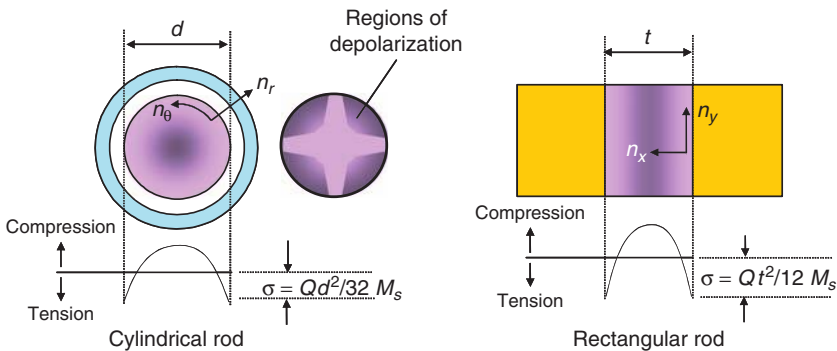 d
Regions of
depolarization
t
n_r
n_θ
n_y
n_x
Compression
Tension
σ = Qd²/32 M_s
Compression
Tension
σ = Qt²/12 M_s
Cylindrical rod
Rectangular rod